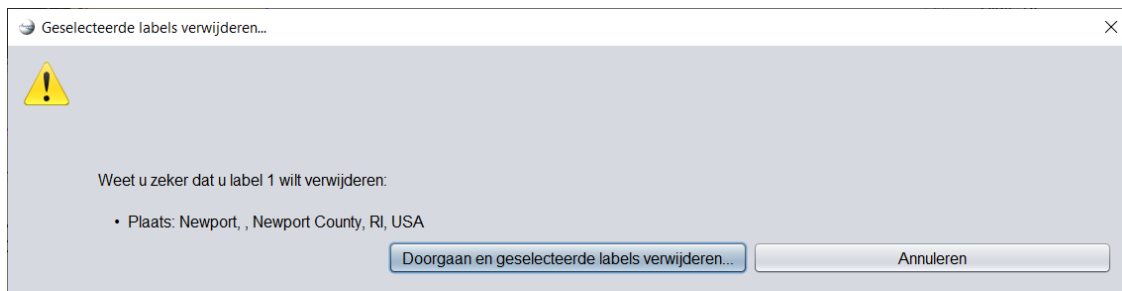 Geselecteerde labels verwijderen...
Weet u zeker dat u label 1 wilt verwijderen:
• Plaats: Newport, , Newport County, RI, USA
Doorgaan en geselecteerde labels verwijderen... Annuleren